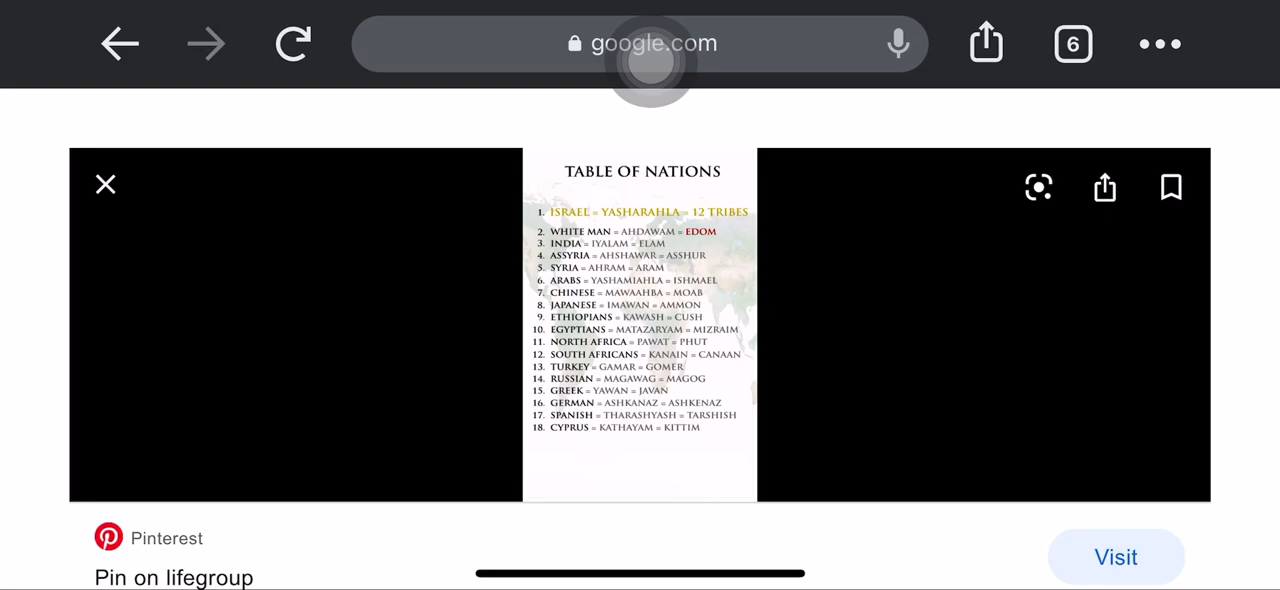 google.com
6
TABLE OF NATIONS
1. ISRAEL = YASHARAHLA = 12 TRIBES
2. WHITE MAN = AHDAWAM = EDOM
3. INDIA = IYALAM = ELAM
4. ASSYRIA = AHSHAWAR = ASSHUR
5. SYRIA = AHRAM = ARAM
6. ARABS = YASHAMIAHLA = ISHMAEL
7. CHINESE = MAWAAHBA = MOAB
8. JAPANESE = IMAWAN = AMMON
9. ETHIOPIANS = KAWASH = CUSH
10. EGYPTIANS = MATAZARYAM = MIZRAIM
11. NORTH AFRICA = PAWAT = PHUT
12. SOUTH AFRICANS = KANAIN = CANAAN
13. TURKEY = GAMAR = GOMER
14. RUSSIAN = MAGAWAG = MAGOG
15. GREEK = YAWAN = JAVAN
16. GERMAN = ASHKANAZ = ASHKENAZ
17. SPANISH = THARASHYASH = TARSHISH
18. CYPRUS = KATHAYAM = KITTIM
Pinterest
Pin on lifegroup
Visit